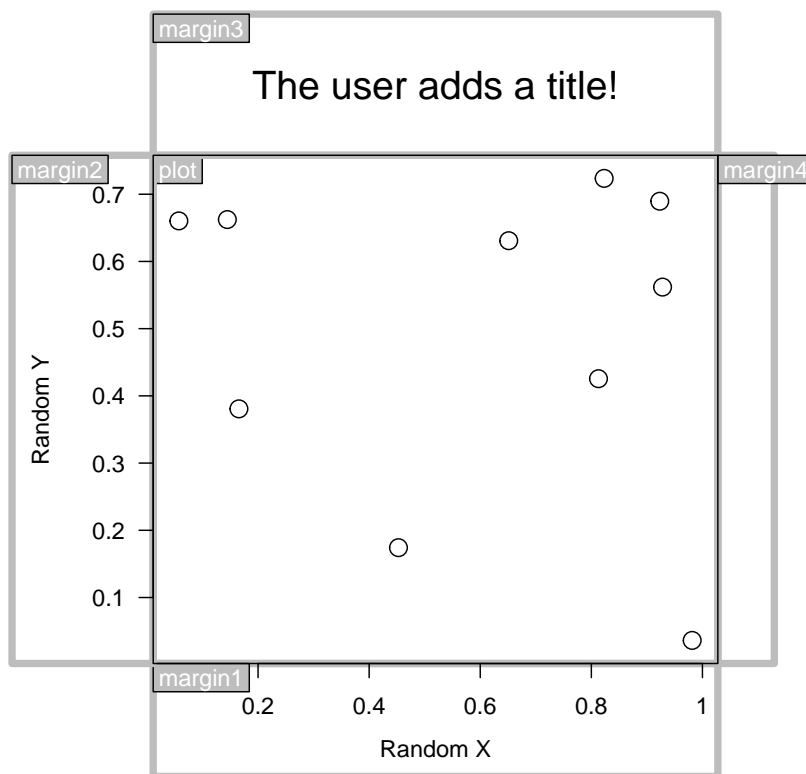 margin3
The user adds a title!
margin2
plot
margin4
0.7
0.6
0.5
0.4
0.3
0.2
0.1
Random Y
margin1
0.2 0.4 0.6 0.8 1
Random X